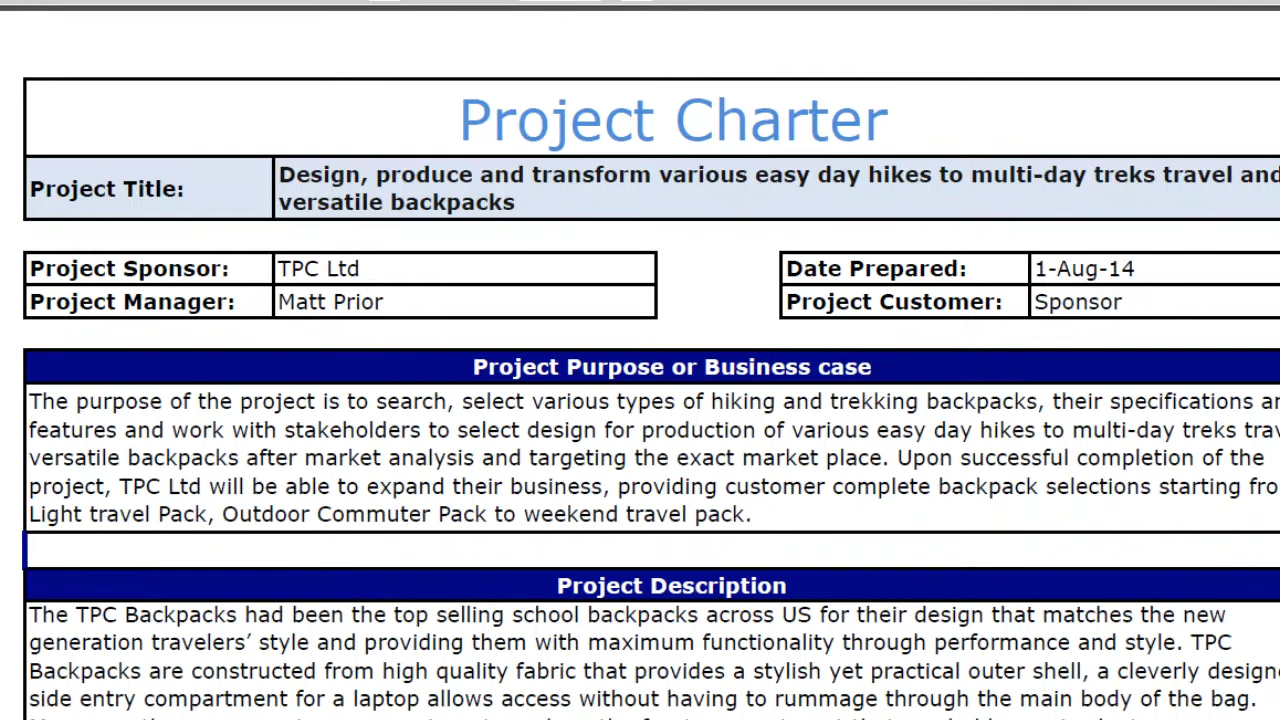 Project Charter
Project Title:
Design, produce and transform various easy day hikes to multi-day treks travel and
versatile backpacks
Project Sponsor: TPC Ltd
Date Prepared: 1-Aug-14
Project Manager: Matt Prior
Project Customer: Sponsor
Project Purpose or Business case
The purpose of the project is to search, select various types of hiking and trekking backpacks, their specifications
features and work with stakeholders to select design for production of various easy day hikes to multi-day treks
versatile backpacks after market analysis and targeting the exact market place. Upon successful completion of the
project, TPC Ltd will be able to expand their business, providing customer complete backpack selections starting
Light travel Pack, Outdoor Commuter Pack to weekend travel pack.
Project Description
The TPC Backpacks had been the top selling school backpacks across US for their design that matches the new
generation travelers’ style and providing them with maximum functionality through performance and style. TPC
Backpacks are constructed from high quality fabric that provides a stylish yet practical outer shell, a cleverly
side entry compartment for a laptop allows access without having to rummage through the main body of the bag.